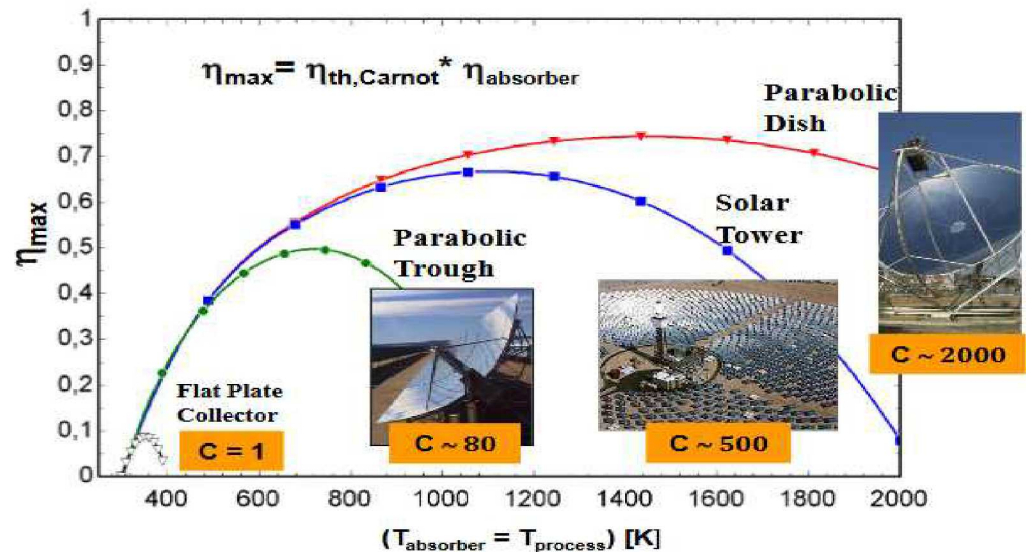 1
0,9
0,8
0,7
0,6
0,5
0,4
0,3
0,2
0,1
0
ηmax
ηmax= ηth,Carnot* ηabsorber
Parabolic
Dish
Solar
Tower
Parabolic
Trough
Flat Plate
Collector
C = 1
C ~ 80
C ~ 500
C ~ 2000
400
600
800
1000
1200
1400
1600
1800
2000
(Tabsorber = Tprocess) [K]